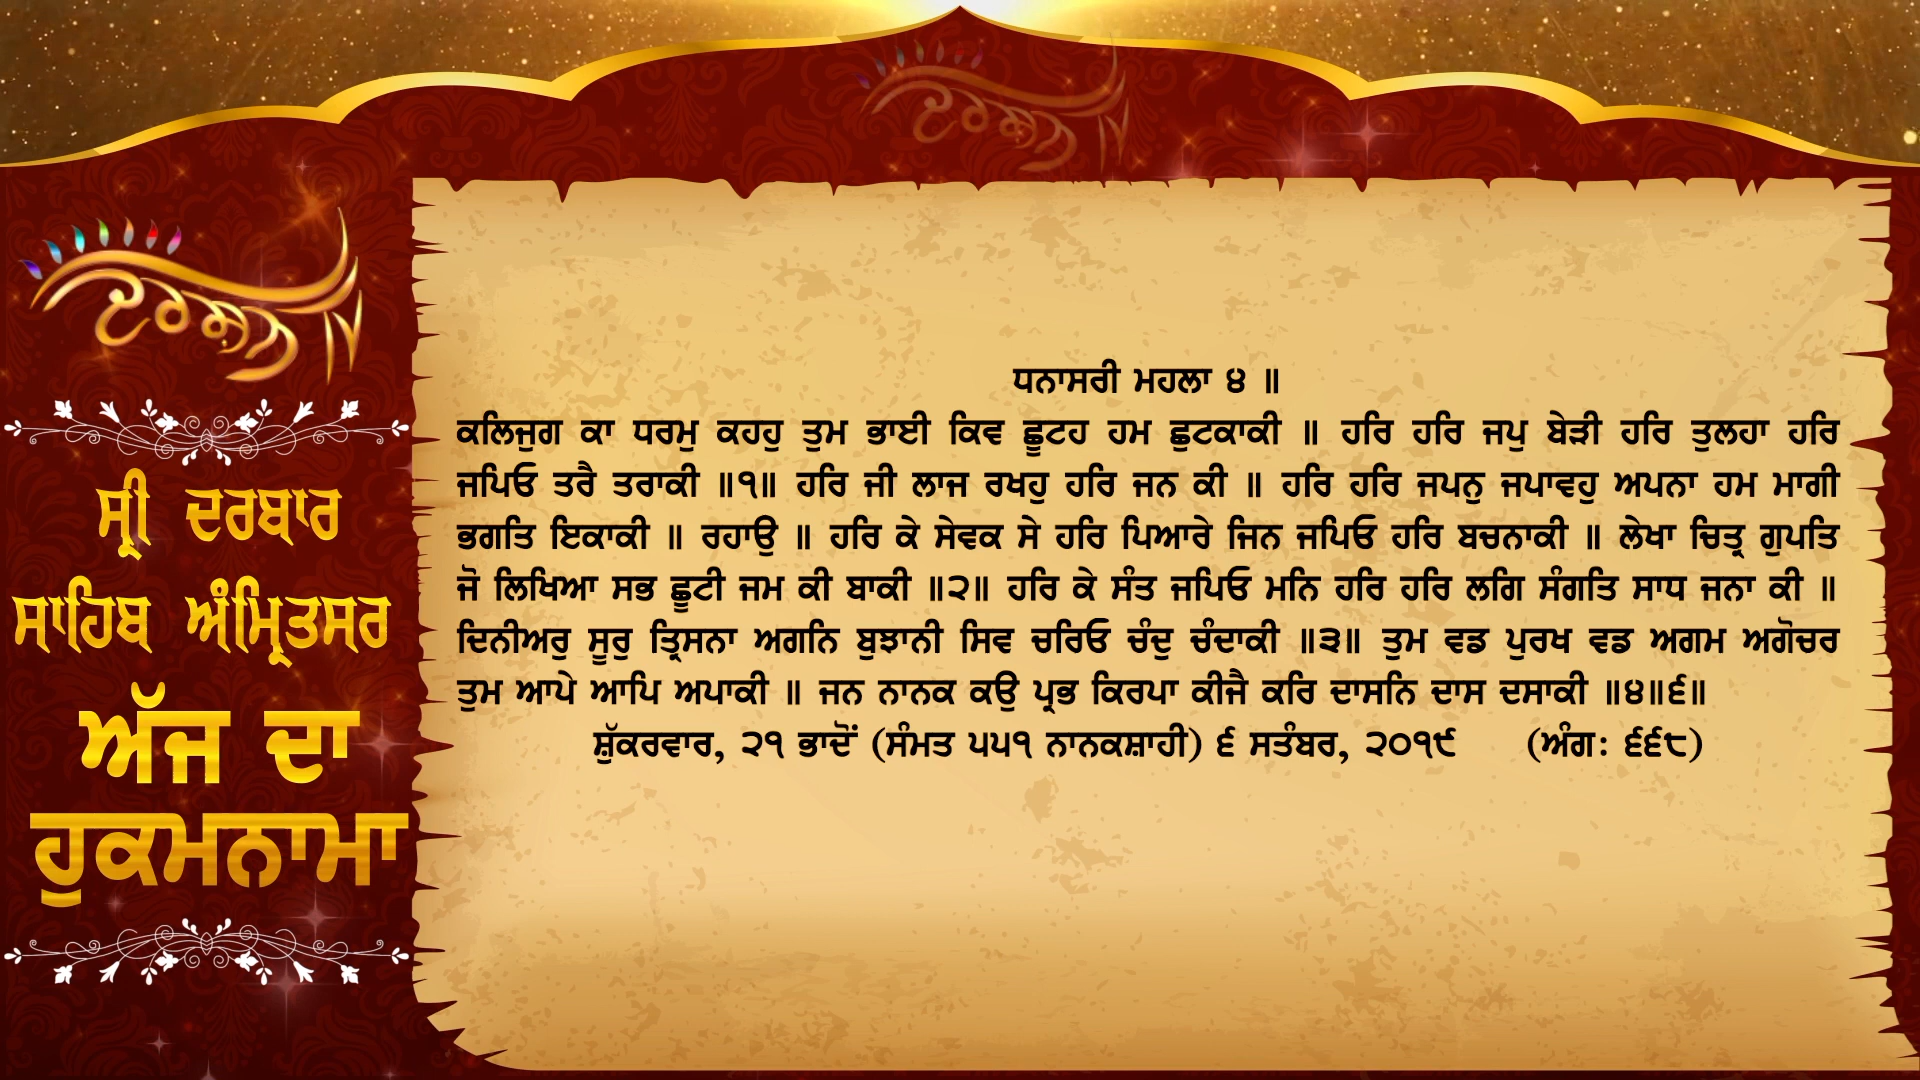 ਦਰਸ਼ਨ TV
ਦਰਸ਼ਨ TV
ਸ੍ਰੀ ਦਰਬਾਰ
ਸਾਹਿਬ ਅੰਮ੍ਰਿਤਸਰ
ਅੱਜ ਦਾ
ਹੁਕਮਨਾਮਾ
ਧਨਾਸਰੀ ਮਹਲਾ ੪ ॥
ਕਲਿਜੁਗ ਕਾ ਧਰਮੁ ਕਹਹੁ ਤੁਮ ਭਾਈ ਕਿਵ ਛੂਟਹ ਹਮ ਛੁਟਕਾਕੀ ॥ ਹਰਿ ਹਰਿ ਜਪੁ ਬੇੜੀ ਹਰਿ ਤੁਲਹਾ ਹਰਿ
ਜਪਿਓ ਤਰੈ ਤਰਾਕੀ ॥੧॥ ਹਰਿ ਜੀ ਲਾਜ ਰਖਹੁ ਹਰਿ ਜਨ ਕੀ ॥ ਹਰਿ ਹਰਿ ਜਪਨੁ ਜਪਾਵਹੁ ਅਪਨਾ ਹਮ ਮਾਗੀ
ਭਗਤਿ ਇਕਾਕੀ ॥ ਰਹਾਉ ॥ ਹਰਿ ਕੇ ਸੇਵਕ ਸੇ ਹਰਿ ਪਿਆਰੇ ਜਿਨ ਜਪਿਓ ਹਰਿ ਬਚਨਾਕੀ ॥ ਲੇਖਾ ਚਿਤ੍ਰ ਗੁਪਤਿ
ਜੋ ਲਿਖਿਆ ਸਭ ਛੂਟੀ ਜਮ ਕੀ ਬਾਕੀ ॥੨॥ ਹਰਿ ਕੇ ਸੰਤ ਜਪਿਓ ਮਨਿ ਹਰਿ ਹਰਿ ਲਗਿ ਸੰਗਤਿ ਸਾਧ ਜਨਾ ਕੀ ॥
ਦਿਨੀਅਰੁ ਸੂਰੁ ਤ੍ਰਿਸਨਾ ਅਗਨਿ ਬੁਝਾਨੀ ਸਿਵ ਚਰਿਓ ਚੰਦੁ ਚੰਦਾਕੀ ॥੩॥ ਤੁਮ ਵਡ ਪੁਰਖ ਵਡ ਅਗਮ ਅਗੋਚਰ
ਤੁਮ ਆਪੇ ਆਪਿ ਅਪਾਕੀ ॥ ਜਨ ਨਾਨਕ ਕਉ ਪ੍ਰਭ ਕਿਰਪਾ ਕੀਜੈ ਕਰਿ ਦਾਸਨਿ ਦਾਸ ਦਸਾਕੀ ॥੪॥੬॥
ਸ਼ੁੱਕਰਵਾਰ, ੨੧ ਭਾਦੋਂ (ਸੰਮਤ ੫੫੧ ਨਾਨਕਸ਼ਾਹੀ) ੬ ਸਤੰਬਰ, ੨੦੧੯ (ਅੰਗ: ੬੬੮)